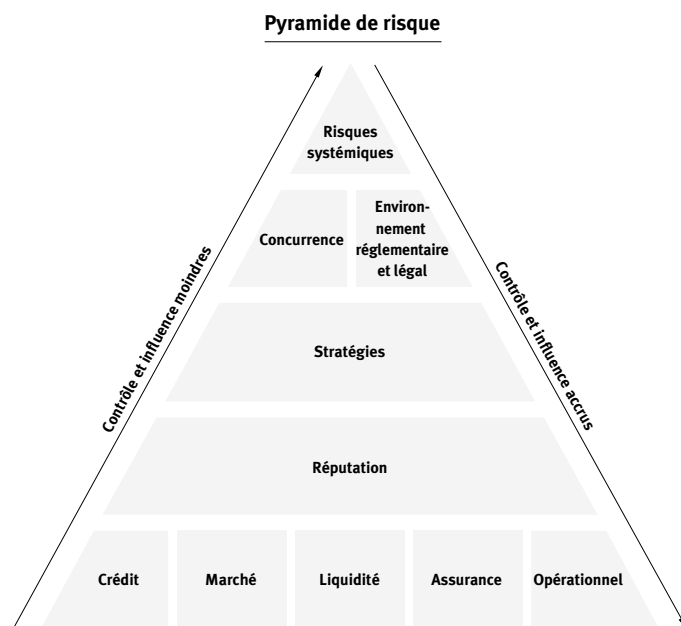 Pyramide de risque
Risques
systémiques
Concurrence
Environ-
nement
réglementaire
et légal
Contrôle et influence moindres
Contrôle et influence accrus
Stratégies
Réputation
Crédit
Marché
Liquidité
Assurance
Opérationnel